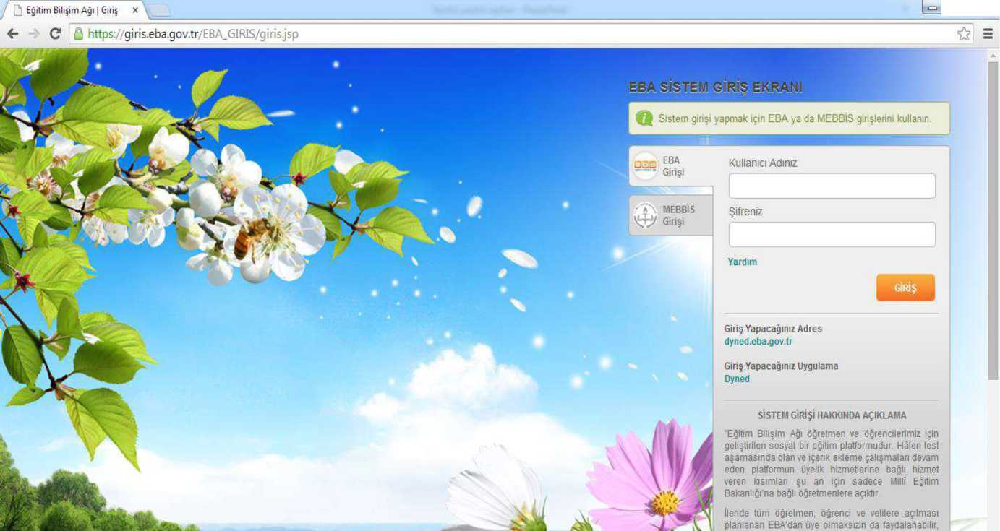 Eğitim Bilişim Ağı | Giriş
https://giris.eba.gov.tr/EBA_GIRIS/giris.jsp
EBA SİSTEM GİRİŞ EKRANI
Sistem girişi yapmak için EBA ya da MEBBİS girişlerini kullanın.
EBA
Girişi
MEBBİS
Girişi
Kullanıcı Adınız
Şifreniz
Yardım
GİRİŞ
Giriş Yapacağınız Adres
dyned.eba.gov.tr
Giriş Yapacağınız Uygulama
Dyned
SİSTEM GİRİŞİ HAKKINDA AÇIKLAMA
"Eğitim Bilişim Ağı öğretmen ve öğrencilerimiz için
geliştirilen sosyal bir eğitim platformudur. Hâlen test
aşamasında olan ve içerik ekleme çalışmaları devam
eden platformun üyelik hizmetlerine bağlı hizmet
veren kısımları şu an için sadece Millî Eğitim
Bakanlığı'na bağlı öğretmenlere açıktır.
İleride tüm öğretmen, öğrenci ve velilere açılması
planlanan EBA'dan üye olmaksızın da faydalanabilir,